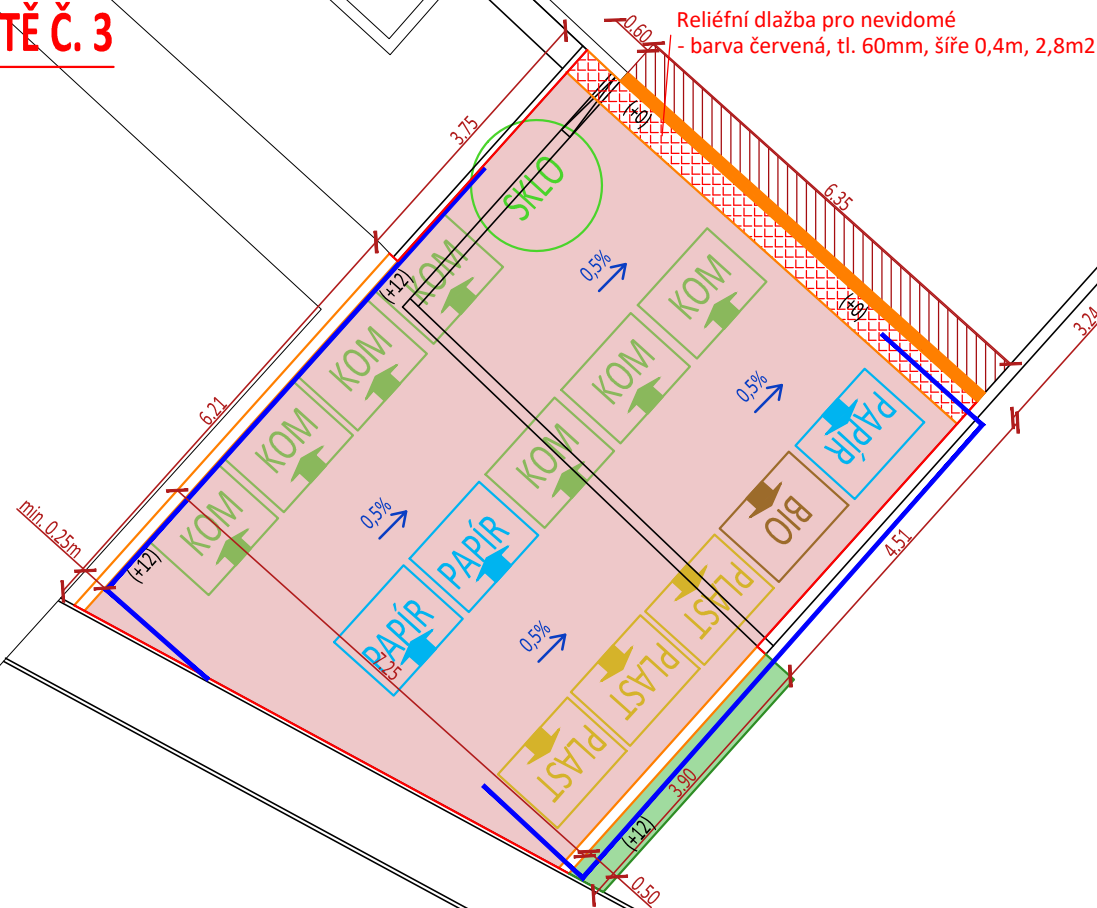 TĚ Č. 3
Reliéfní dlažba pro nevidomé
- barva červená, tl. 60mm, šíře 0,4m, 2,8m2
0.60
3.75
(+0)
6.35
SKLO
0,5%
KOM
(+12)
KOM
(+0)
3.24
KOM
KOM
0,5%
PAPÍR
6.21
KOM
KOM
BIO
min. 0.25m
KOM
0,5%
PAPÍR
4.51
(+12)
PLAST
PAPÍR
0,5%
7.25
PLAST
PLAST
3.90
(+12)
0.50